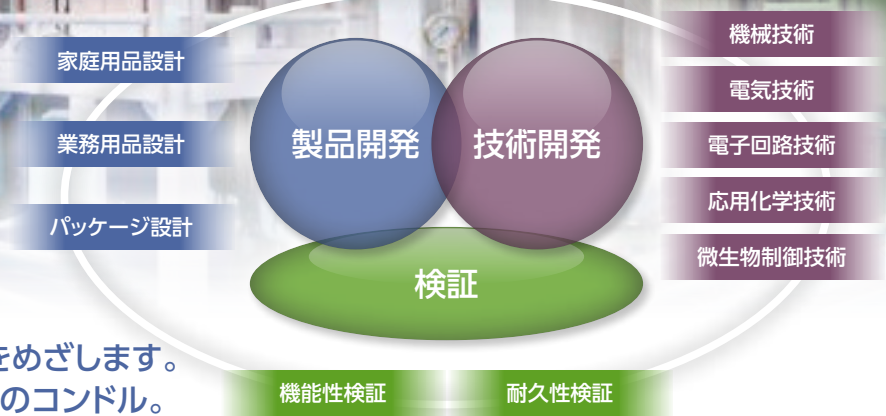 家庭用品設計
業務用品設計
パッケージ設計
製品開発
技術開発
検証
機械技術
電気技術
電子回路技術
応用化学技術
微生物制御技術
機能性検証
耐久性検証
をめざします。
のコンドル。